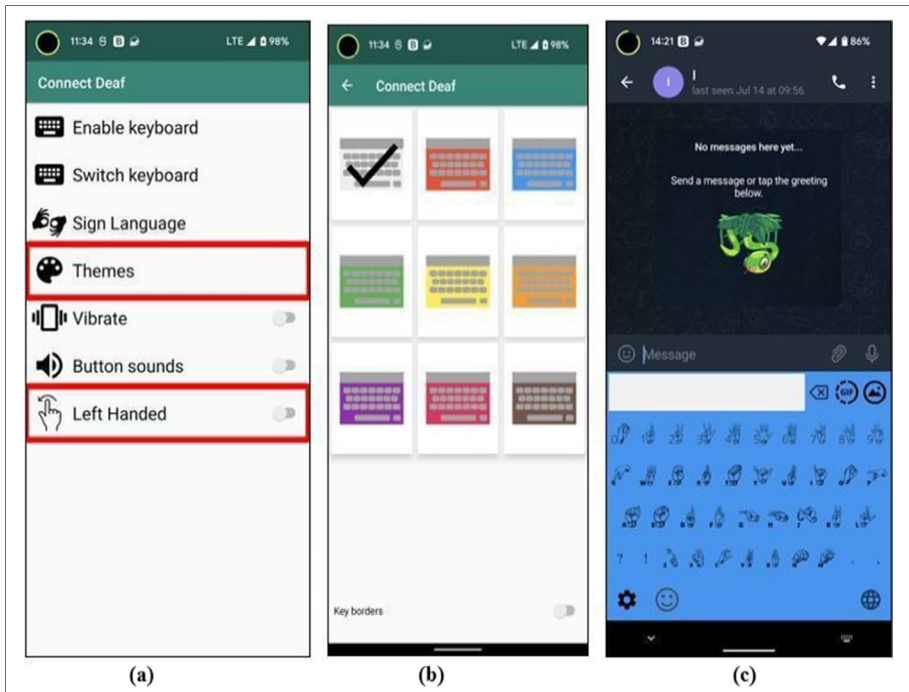 11:34 LTE 98%
Connect Deaf
Enable keyboard
Switch keyboard
Sign Language
Themes
Vibrate
Button sounds
Left Handed
(a)
11:34 LTE 98%
Connect Deaf
Key borders
(b)
14:21 86%
I
I
last seen Jul 14 at 09:56
No messages here yet...
Send a message or tap the greeting
below.
Message
GIF
? !
(c)